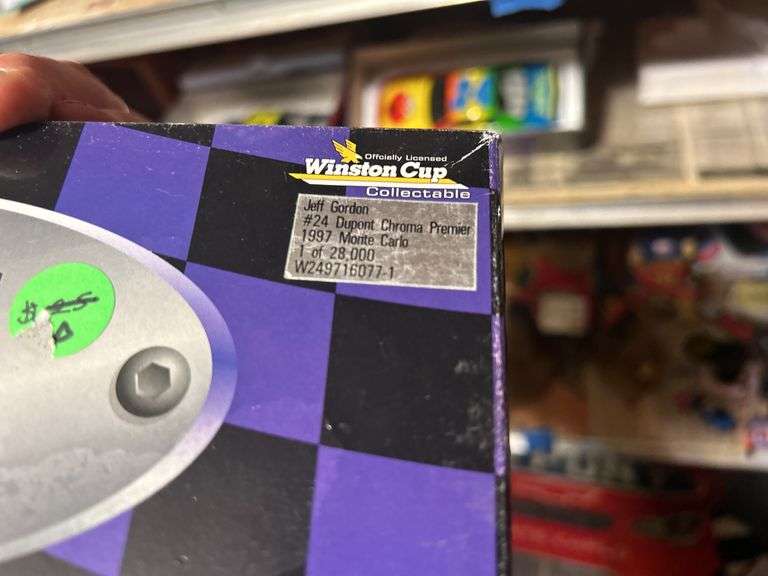 Offcially Licensed
Winston Cup
Collectable
Jeff Gordon
#24 Dupont Chroma Premier
1997 Monte Carlo
1 of 28,000
W249716077-1